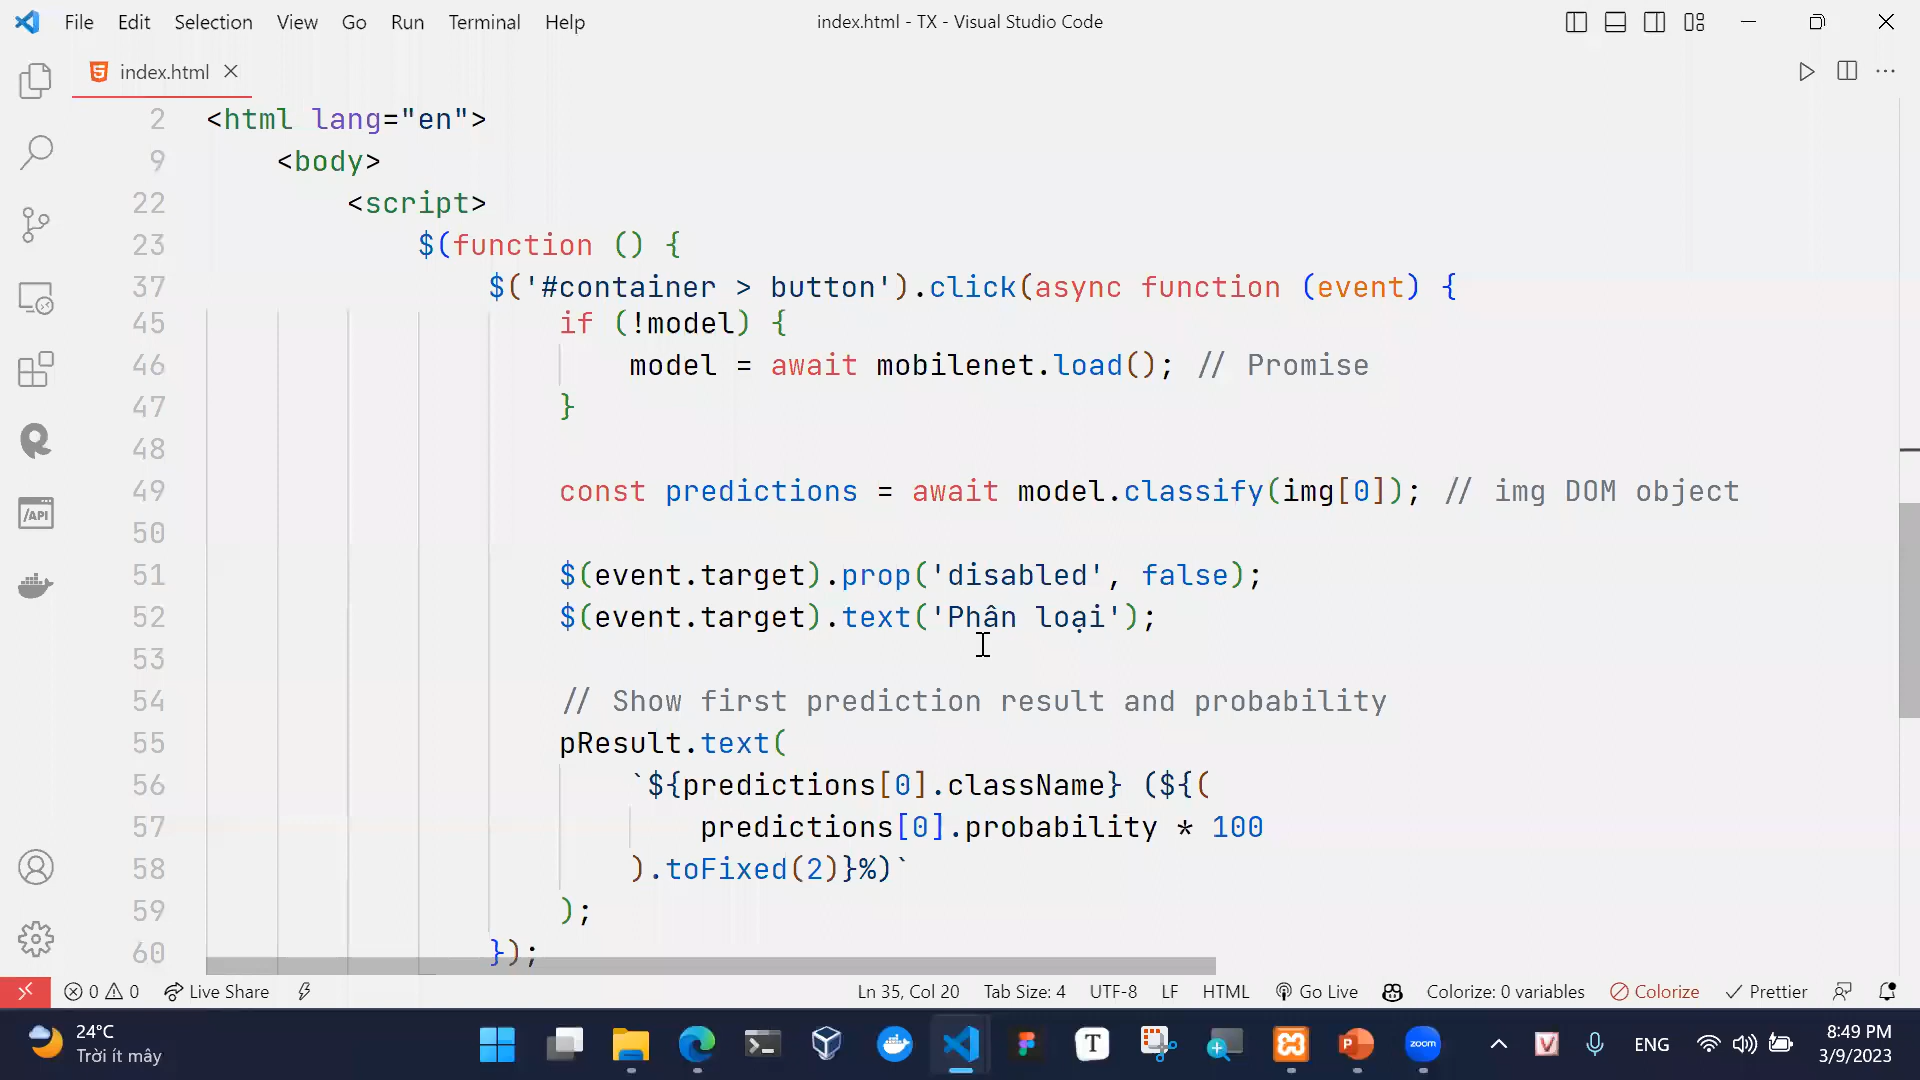 File Edit Selection View Go Run Terminal Help
index.html - TX - Visual Studio Code
index.html
2 <html lang="en">
9 <body>
22 <script>
23 $(function () {
37 $('#container > button').click(async function (event) {
45 if (!model) {
46 model = await mobilenet.load(); // Promise
47 }
48
49 const predictions = await model.classify(img[0]); // img DOM object
50
51 $(event.target).prop('disabled', false);
52 $(event.target).text('Phân loại');
53
54 // Show first prediction result and probability
55 pResult.text(
56 `${predictions[0].className} (${(
57 predictions[0].probability * 100
58 ).toFixed(2)}%)`
59 );
60 });
/API
0 0 Live Share Ln 35, Col 20 Tab Size: 4 UTF-8 LF HTML Go Live Colorize: 0 variables Colorize Prettier
24°C
Trời ít mây
T
zoom
V
ENG
8:49 PM
3/9/2023